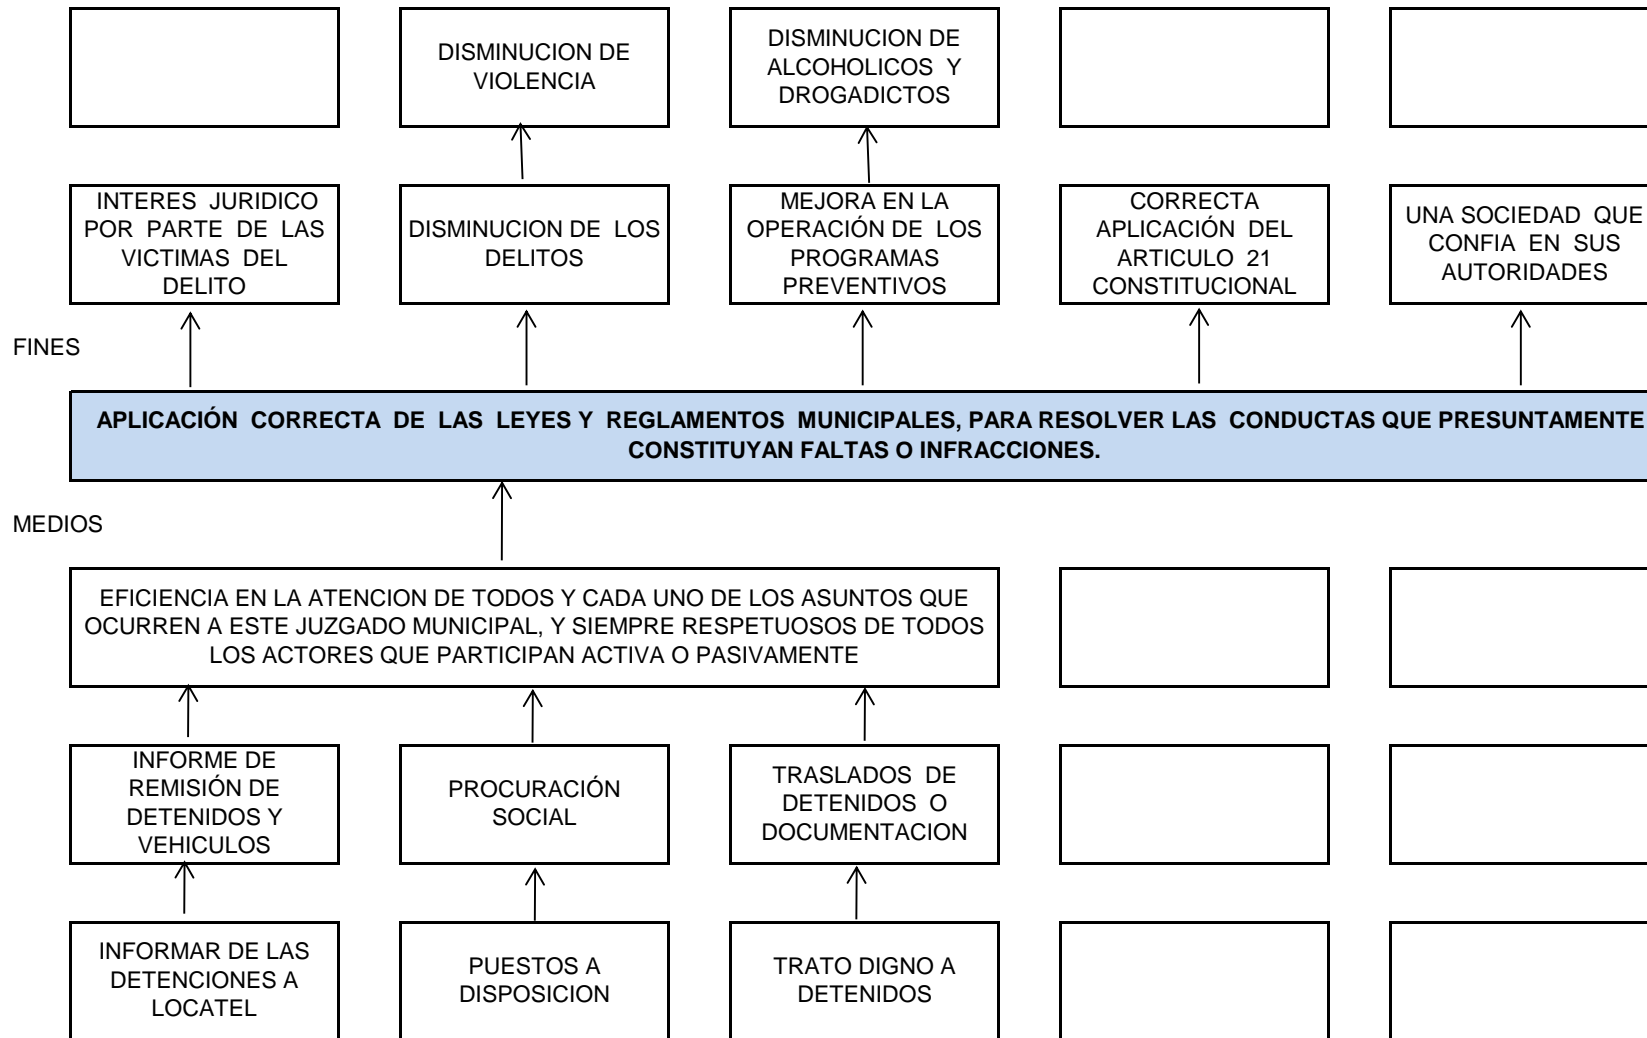 DISMINUCION DE
VIOLENCIA
DISMINUCION DE
ALCOHOLICOS Y
DROGADICTOS
INTERES JURIDICO
POR PARTE DE LAS
VICTIMAS DEL
DELITO
DISMINUCION DE LOS
DELITOS
MEJORA EN LA
OPERACIÓN DE LOS
PROGRAMAS
PREVENTIVOS
CORRECTA
APLICACIÓN DEL
ARTICULO 21
CONSTITUCIONAL
UNA SOCIEDAD QUE
CONFIA EN SUS
AUTORIDADES
FINES
APLICACIÓN CORRECTA DE LAS LEYES Y REGLAMENTOS MUNICIPALES, PARA RESOLVER LAS CONDUCTAS QUE PRESUNTAMENTE
CONSTITUYAN FALTAS O INFRACCIONES.
MEDIOS
EFICIENCIA EN LA ATENCION DE TODOS Y CADA UNO DE LOS ASUNTOS QUE
OCURREN A ESTE JUZGADO MUNICIPAL, Y SIEMPRE RESPETUOSOS DE TODOS
LOS ACTORES QUE PARTICIPAN ACTIVA O PASIVAMENTE
INFORME DE
REMISIÓN DE
DETENIDOS Y
VEHICULOS
PROCURACIÓN
SOCIAL
TRASLADOS DE
DETENIDOS O
DOCUMENTACION
INFORMAR DE LAS
DETENCIONES A
LOCATEL
PUESTOS A
DISPOSICION
TRATO DIGNO A
DETENIDOS